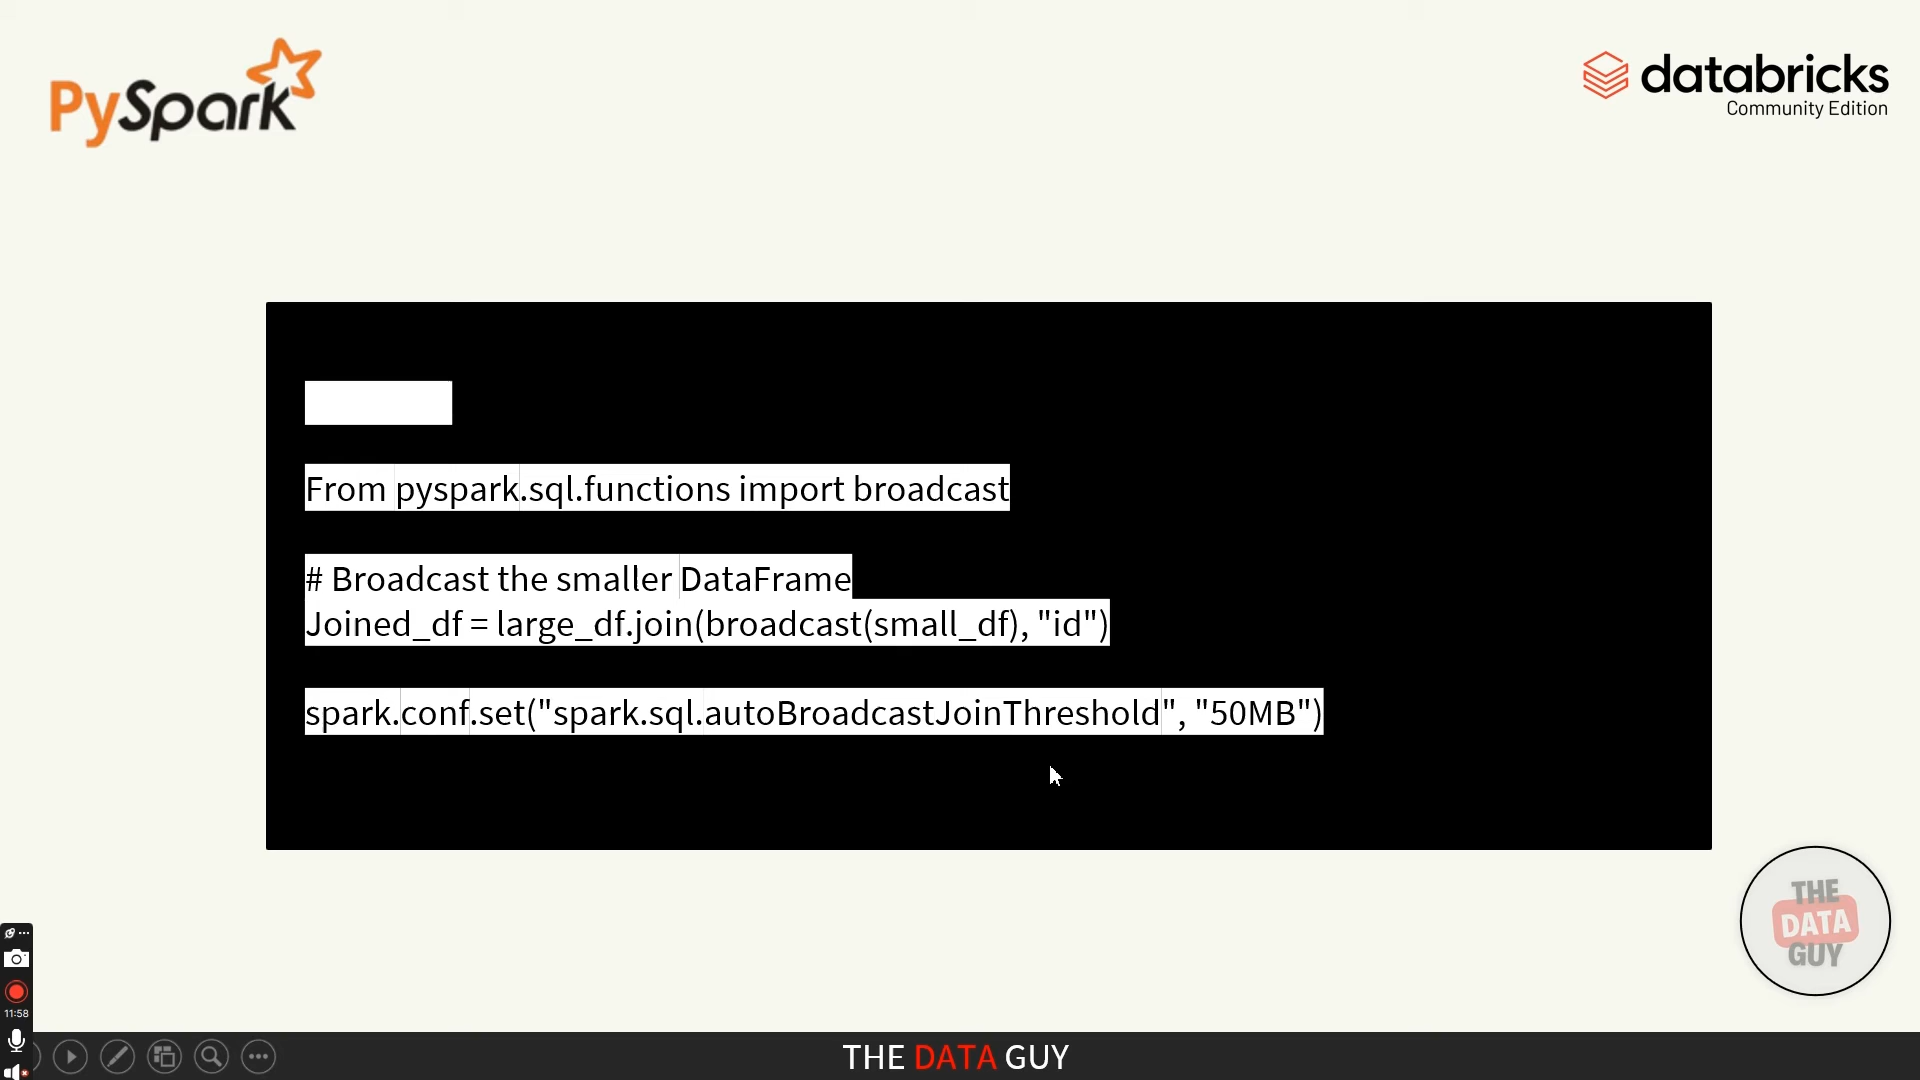 PySpark
databricks
Community Edition
From pyspark.sql.functions import broadcast
# Broadcast the smaller DataFrame
Joined_df = large_df.join(broadcast(small_df), "id")
spark.conf.set("spark.sql.autoBroadcastJoinThreshold", "50MB")
THE
DATA
GUY
11:58
THE DATA GUY